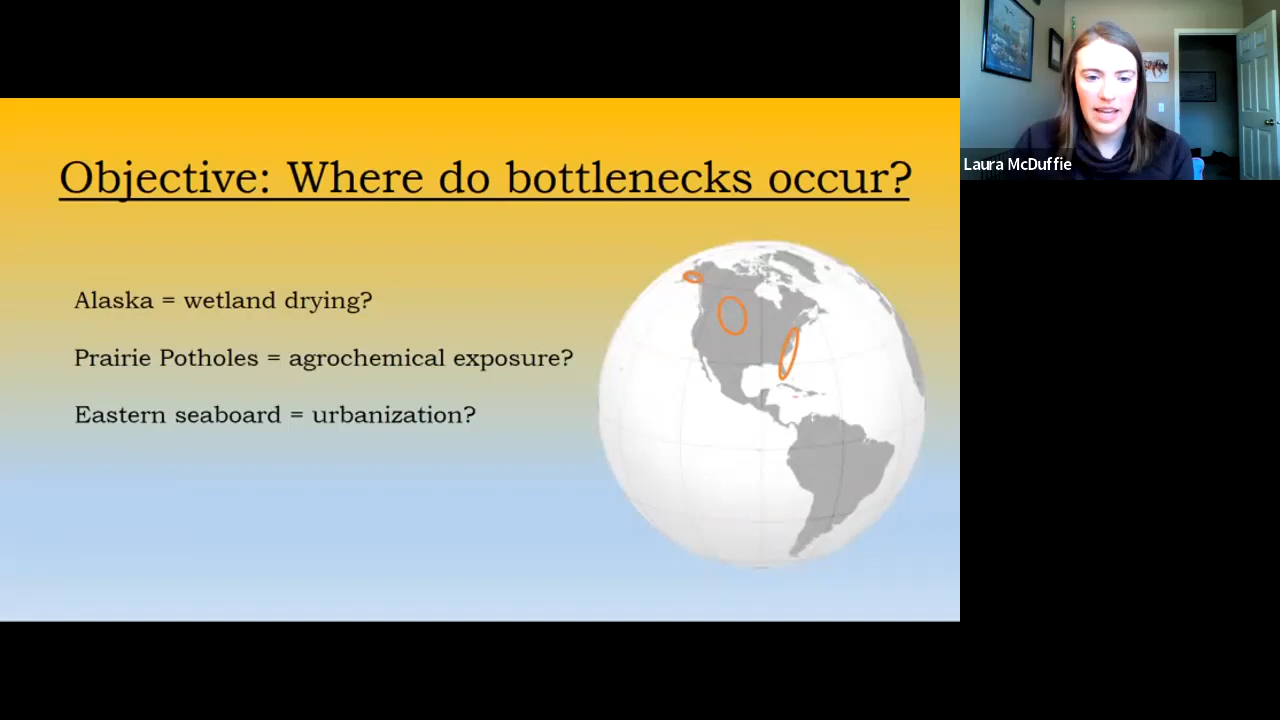 Objective: Where do bottlenecks occur?
Alaska = wetland drying?
Prairie Potholes = agrochemical exposure?
Eastern seaboard = urbanization?
Laura McDuffie